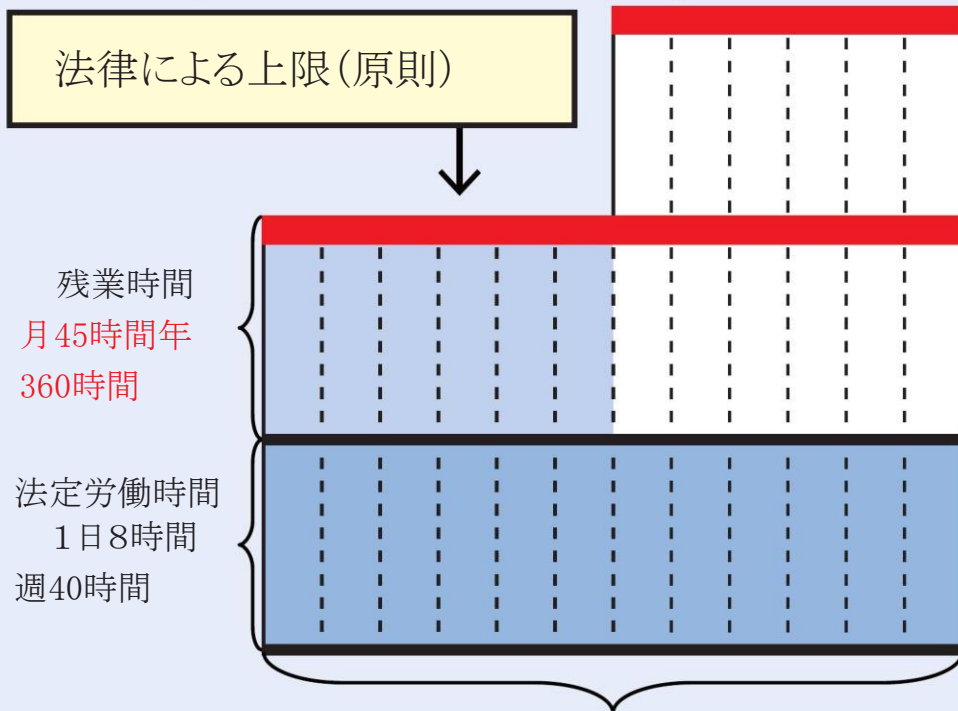 法律による上限(原則)
残業時間
月45時間年
360時間
法定労働時間
1日8時間
週40時間